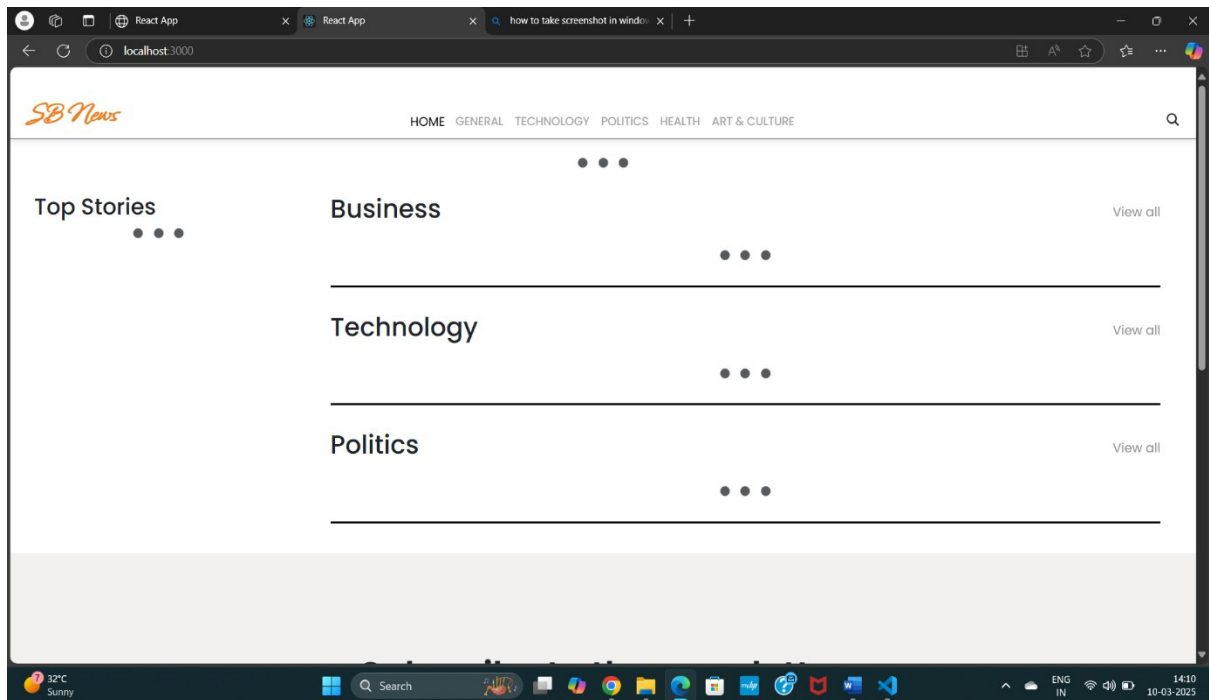 React App
React App
how to take screenshot in window
localhost:3000
SB News
HOME GENERAL TECHNOLOGY POLITICS HEALTH ART & CULTURE
Top Stories
Business
View all
Technology
View all
Politics
View all
7
32°C
Sunny
Search
ENG
IN
14:10
10-03-2025